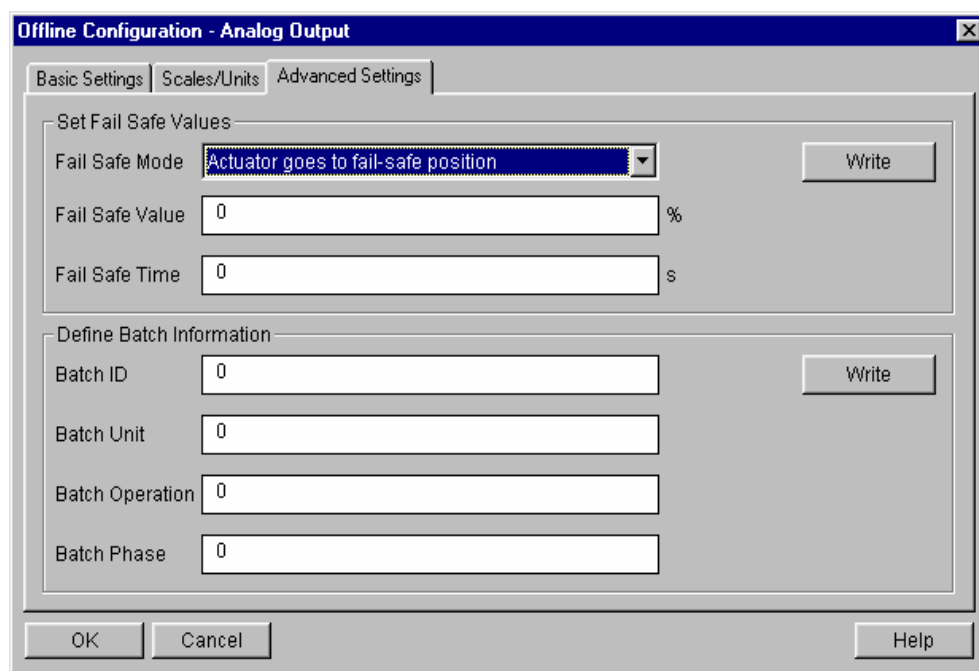 Offline Configuration - Analog Output
Basic Settings Scales/Units Advanced Settings
Set Fail Safe Values
Fail Safe Mode Actuator goes to fail-safe position Write
Fail Safe Value 0 %
Fail Safe Time 0 s
Define Batch Information
Batch ID 0 Write
Batch Unit 0
Batch Operation 0
Batch Phase 0
OK Cancel Help